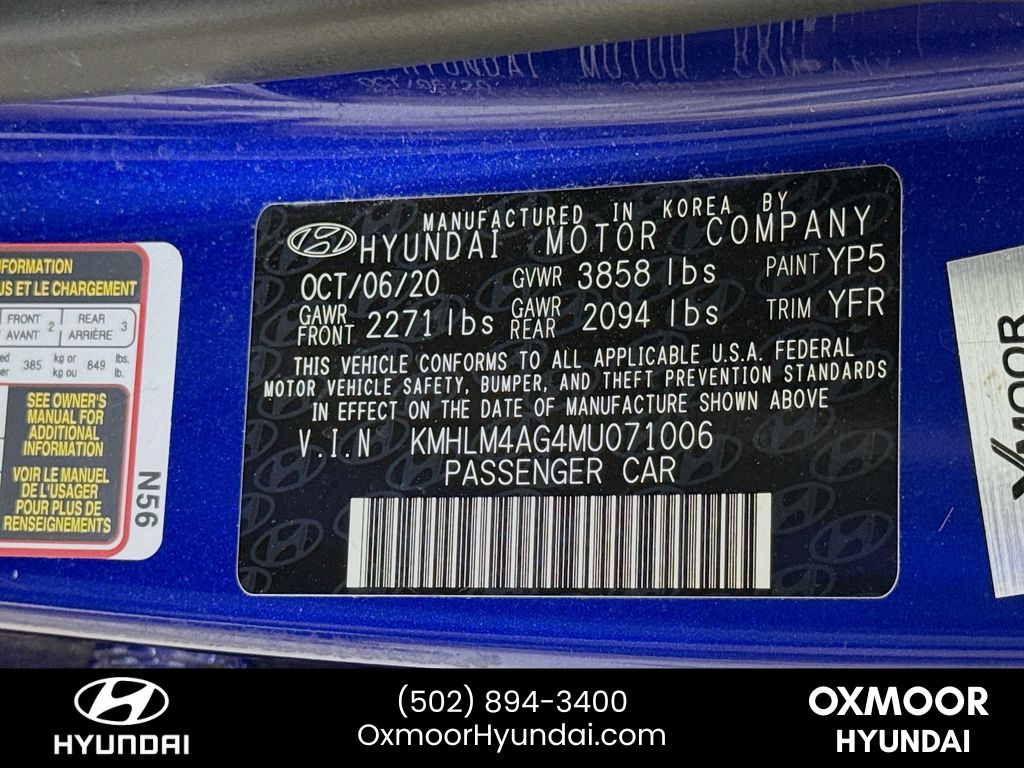 MANUFACTURED IN KOREA BY
HYUNDAI MOTOR COMPANY
OCT/06/20 GVWR 3858 lbs PAINT YP5
GAWR FRONT 2271 lbs GAWR REAR 2094 lbs TRIM YFR
THIS VEHICLE CONFORMS TO ALL APPLICABLE U.S.A. FEDERAL
MOTOR VEHICLE SAFETY, BUMPER, AND THEFT PREVENTION STANDARDS
IN EFFECT ON THE DATE OF MANUFACTURE SHOWN ABOVE
V.I.N KMHLM4AG4MU071006
PASSENGER CAR
US ET LE CHARGEMENT
FRONT
AVANT 2
REAR
ARRIÈRE 3
385 kg or
kg ou 849 lbs.
lb.
SEE OWNER'S
MANUAL FOR
ADDITIONAL
INFORMATION
VOIR LE MANUEL
DE L'USAGER
POUR PLUS DE
RENSEIGNEMENTS
N56
HYUNDAI
(502) 894-3400
OxmoorHyundai.com
OXMOOR
HYUNDAI